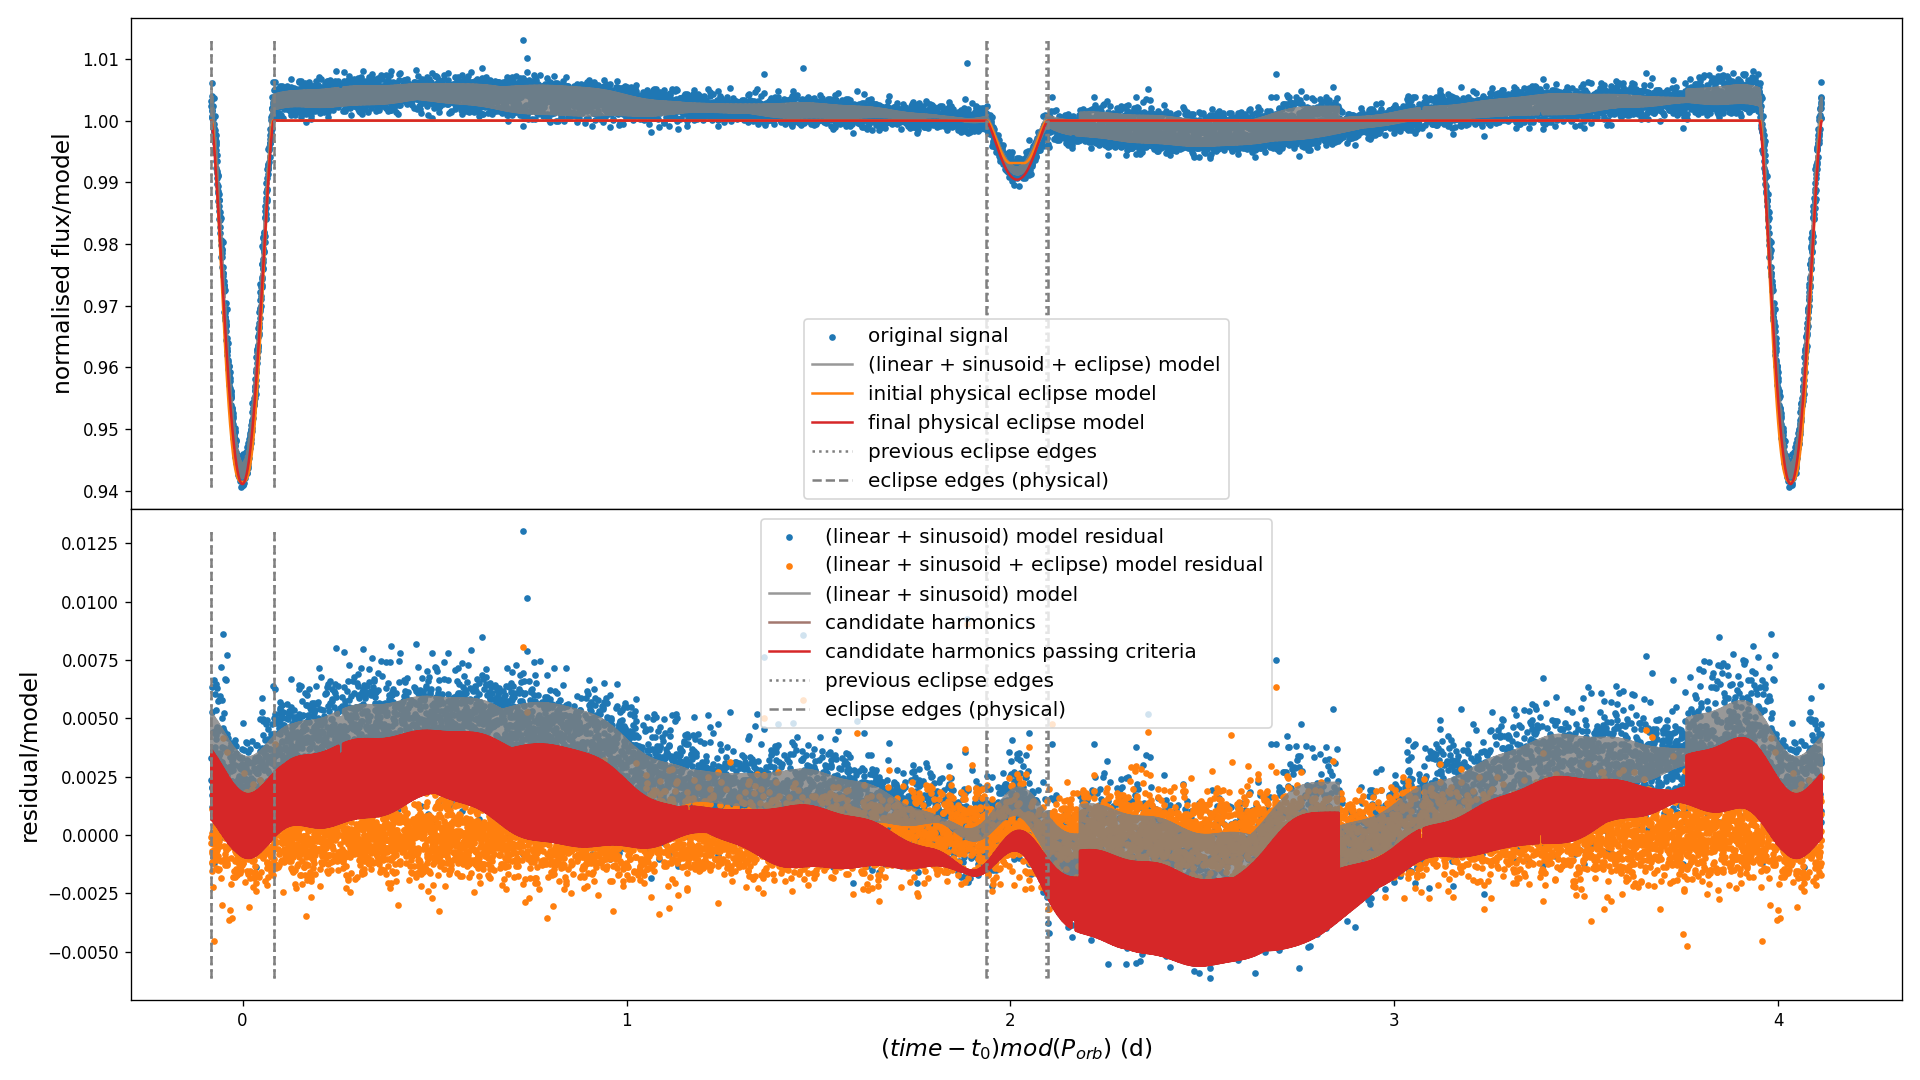 1.01
1.00
0.99
0.98
0.97
0.96
0.95
0.94
normalised flux/model
original signal
(linear + sinusoid + eclipse) model
initial physical eclipse model
final physical eclipse model
previous eclipse edges
eclipse edges (physical)
0.0125
0.0100
0.0075
0.0050
0.0025
0.0000
−0.0025
−0.0050
residual/model
(linear + sinusoid) model residual
(linear + sinusoid + eclipse) model residual
(linear + sinusoid) model
candidate harmonics
candidate harmonics passing criteria
previous eclipse edges
eclipse edges (physical)
0 1 2 3 4
(time − t₀)mod(P_orb) (d)